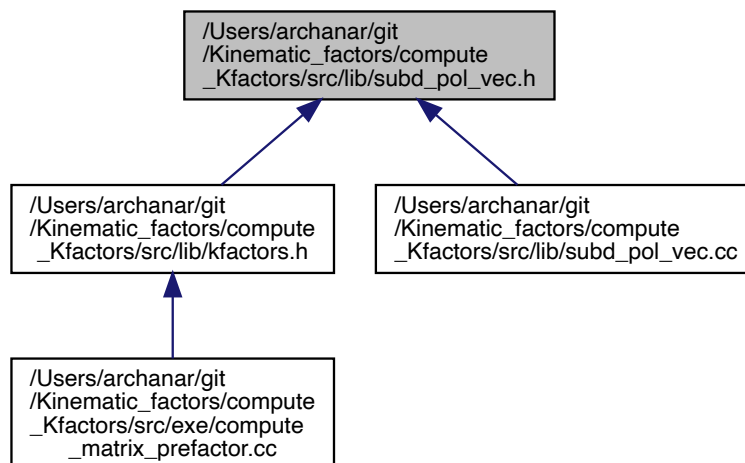 /Users/archanar/git
/Kinematic_factors/compute
_Kfactors/src/lib/subd_pol_vec.h
/Users/archanar/git
/Kinematic_factors/compute
_Kfactors/src/lib/kfactors.h
/Users/archanar/git
/Kinematic_factors/compute
_Kfactors/src/lib/subd_pol_vec.cc
/Users/archanar/git
/Kinematic_factors/compute
_Kfactors/src/exe/compute
_matrix_prefactor.cc